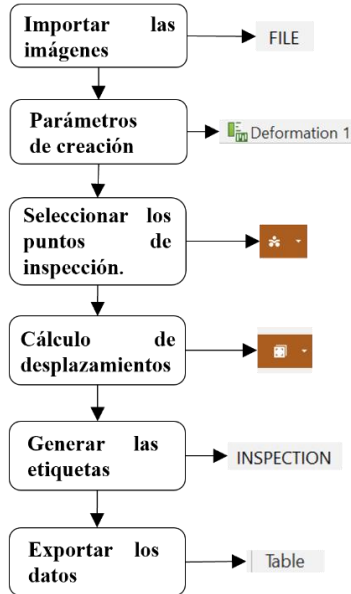 Importar las
imágenes
FILE
Parámetros
de creación
Deformation 1
Seleccionar los
puntos de
inspección.
Cálculo de
desplazamientos
Generar las
etiquetas
INSPECTION
Exportar los
datos
Table